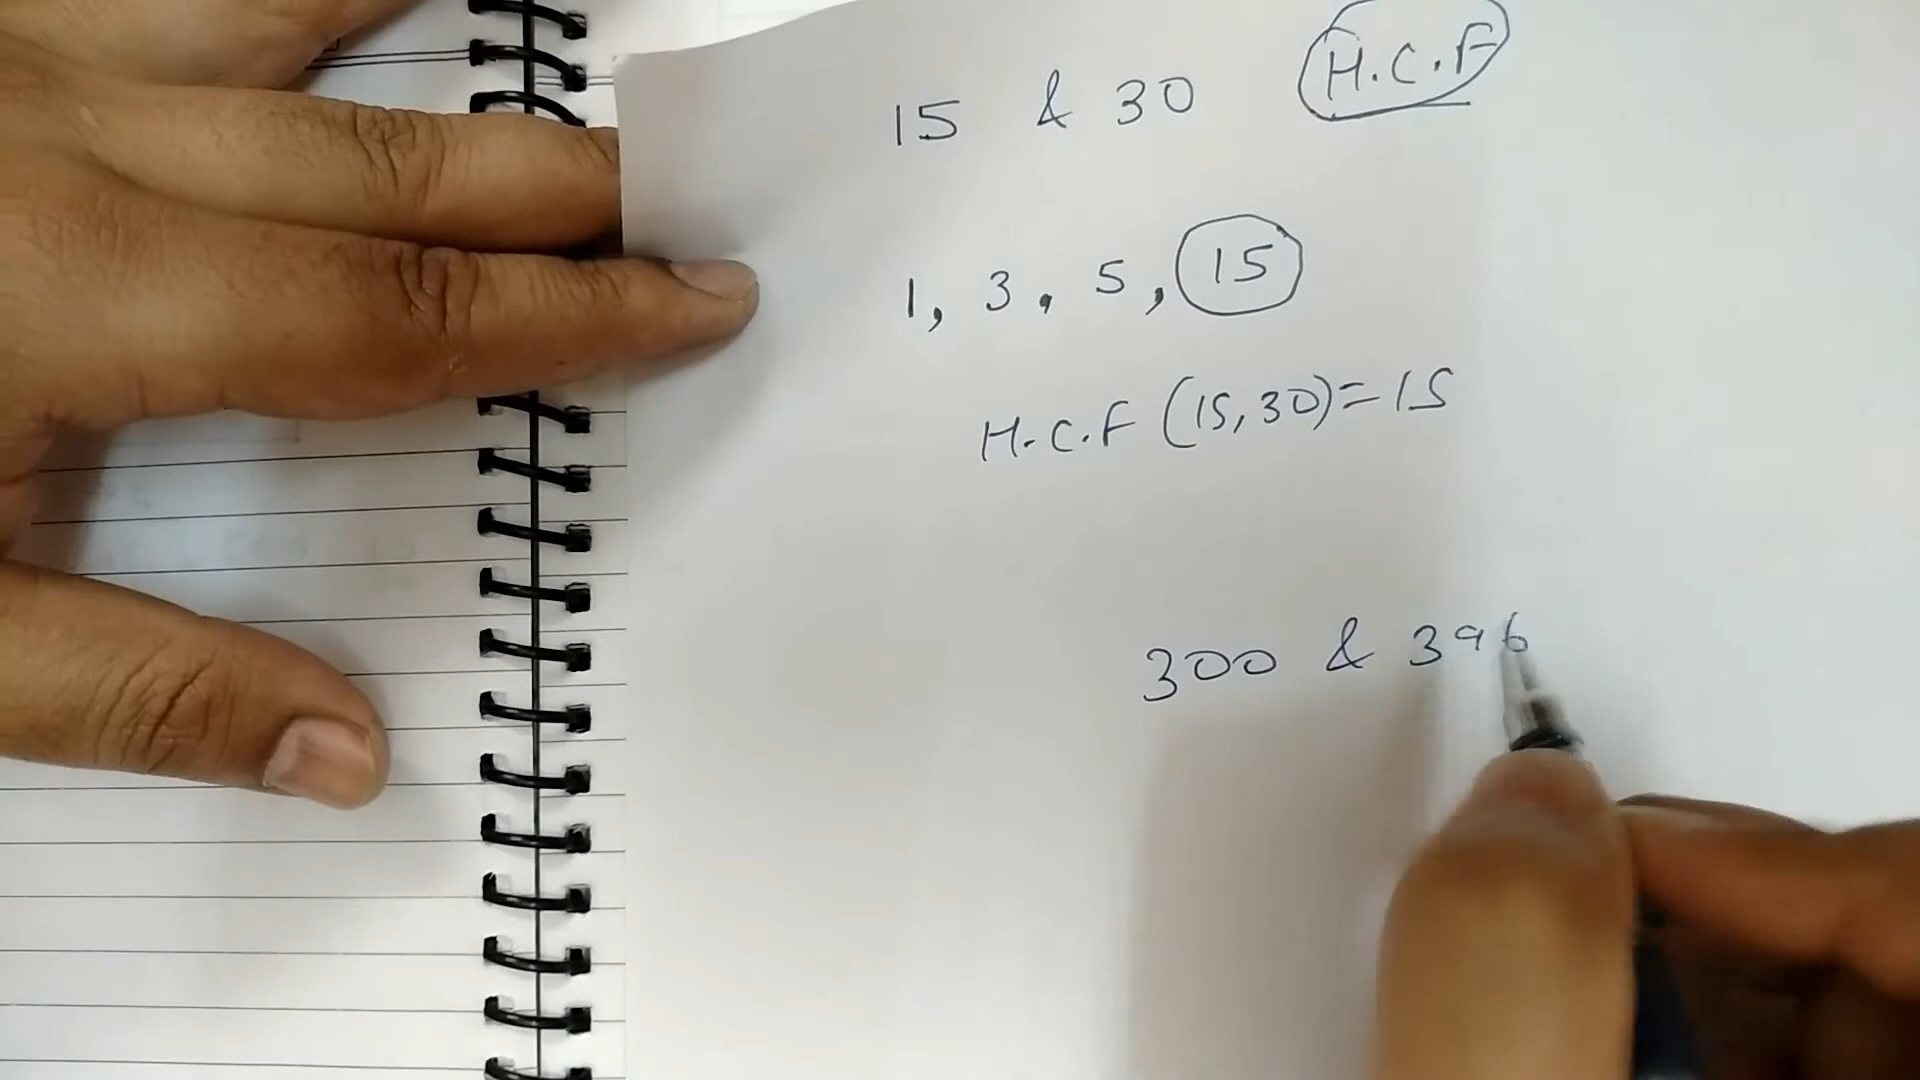 15 & 30 H.C.F
1, 3, 5, 15
H.C.F (15,30)=15
300 & 396